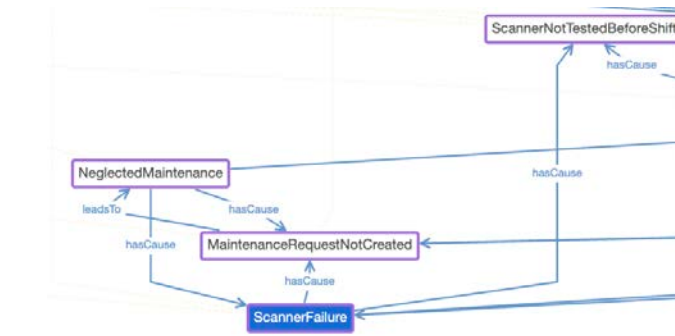 ScannerNotTestedBeforeShift
hasCause
NeglectedMaintenance
hasCause
leadsTo
hasCause
hasCause
MaintenanceRequestNotCreated
hasCause
ScannerFailure